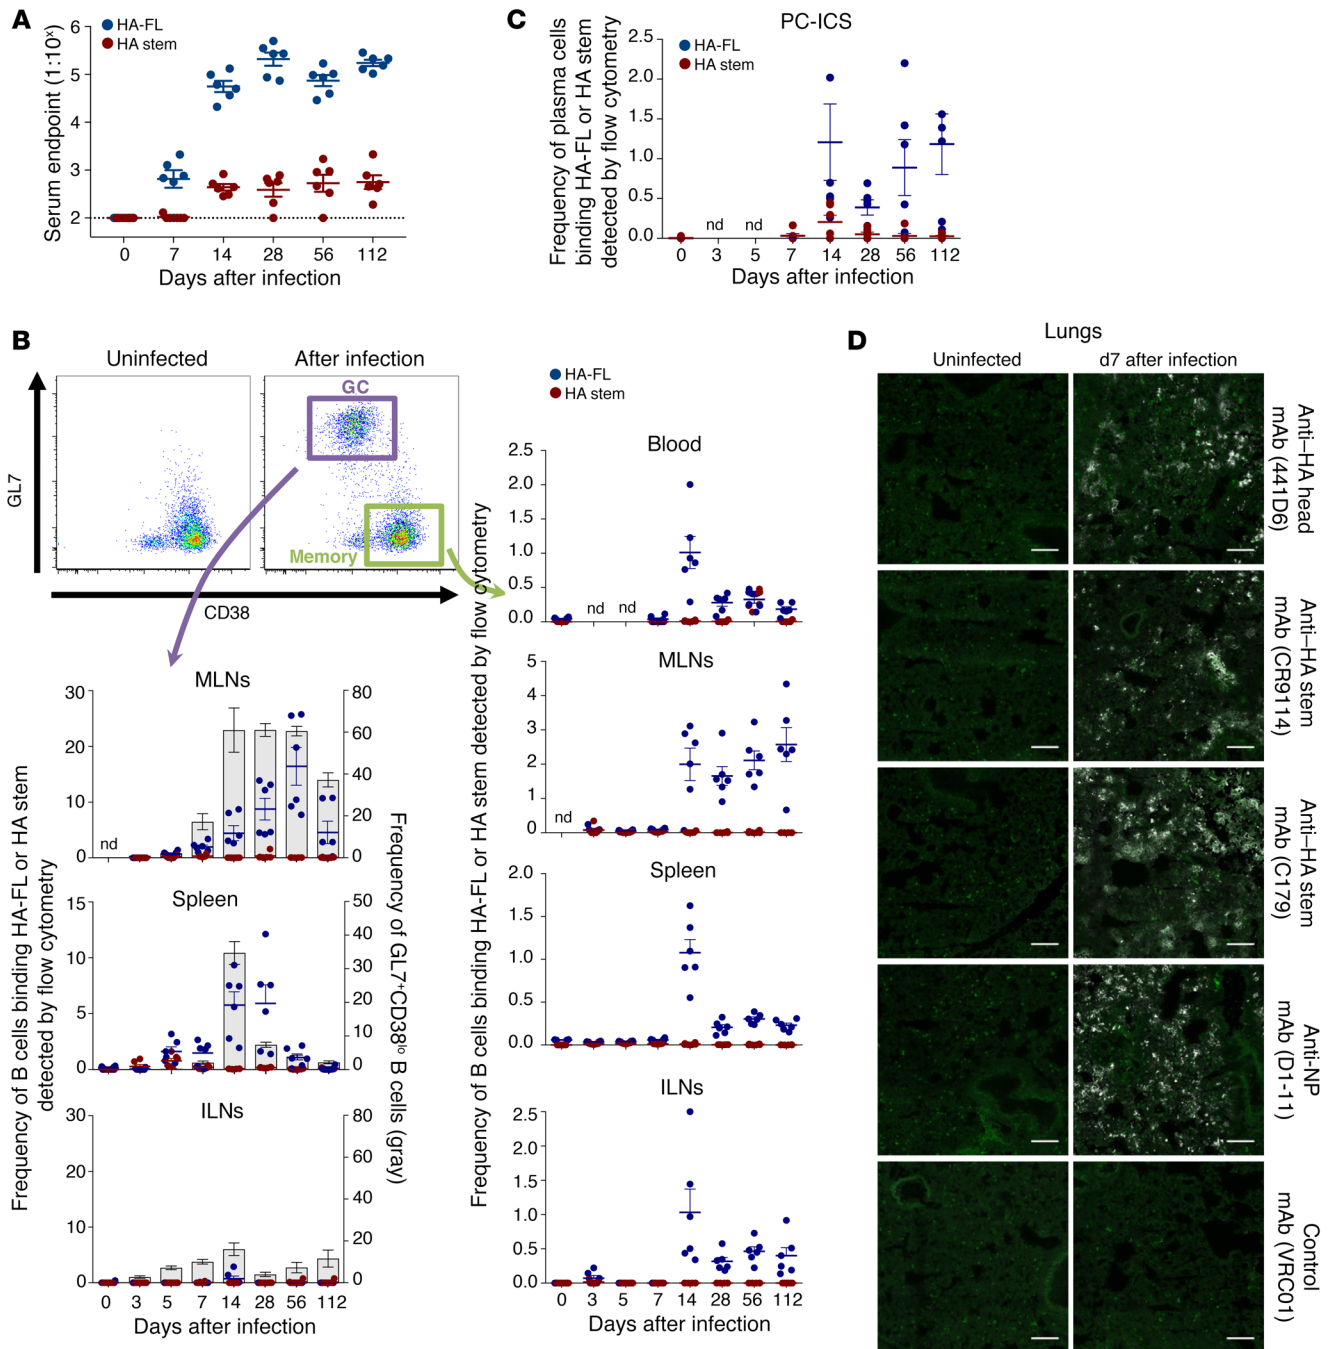 A
HA-FL
HA stem
Serum endpoint (1:10ˣ)
6
5
4
3
2
0
7
14
28
56
112
Days after infection
C
PC-ICS
HA-FL
HA stem
Frequency of plasma cells
binding HA-FL or HA stem
detected by flow cytometry
2.5
2.0
1.5
1.0
0.5
0.0
nd
nd
0
3
5
7
14
28
56
112
Days after infection
B
Uninfected
After infection
GC
Memory
GL7
CD38
HA-FL
HA stem
Frequency of B cells binding HA-FL or HA stem
detected by flow cytometry
Frequency of GL7⁺CD38ˡᵒ B cells (gray)
MLNs
30
20
10
0
nd
80
60
40
20
0
Spleen
15
10
5
0
50
40
30
20
10
0
ILNs
30
20
10
0
80
60
40
20
0
0
3
5
7
14
28
56
112
Days after infection
Frequency of B cells binding HA-FL or HA stem detected by flow cytometry
Blood
2.5
2.0
1.0
0.5
0.0
nd
nd
MLNs
5
4
3
2
1
0
nd
Spleen
2.0
1.5
1.0
0.5
0.0
ILNs
2.5
2.0
1.5
1.0
0.5
0.0
0
3
5
7
14
28
56
112
Days after infection
D
Lungs
Uninfected
d7 after infection
Anti–HA head
mAb (441D6)
Anti–HA stem
mAb (CR9114)
Anti–HA stem
mAb (C179)
Anti-NP
mAb (D1-11)
Control
mAb (VRC01)